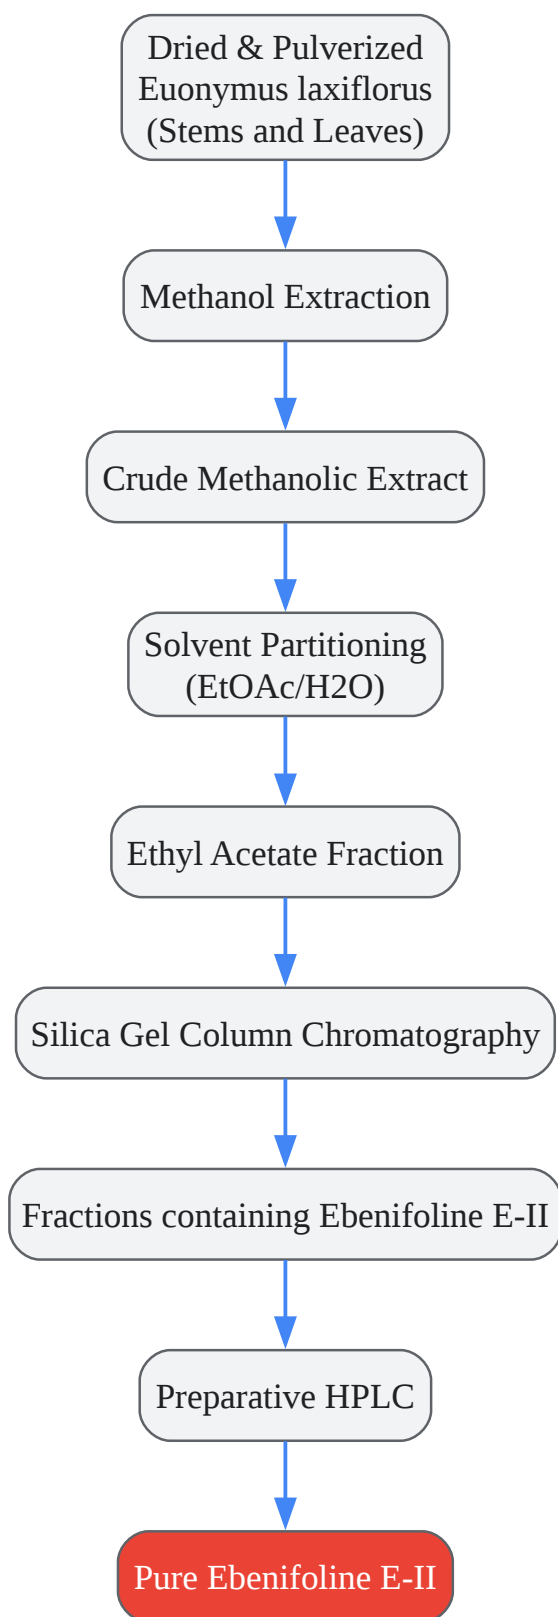 Dried & Pulverized
Euonymus laxiflorus
(Stems and Leaves)
Methanol Extraction
Crude Methanolic Extract
Solvent Partitioning
(EtOAc/H2O)
Ethyl Acetate Fraction
Silica Gel Column Chromatography
Fractions containing Ebenifoline E-II
Preparative HPLC
Pure Ebenifoline E-II